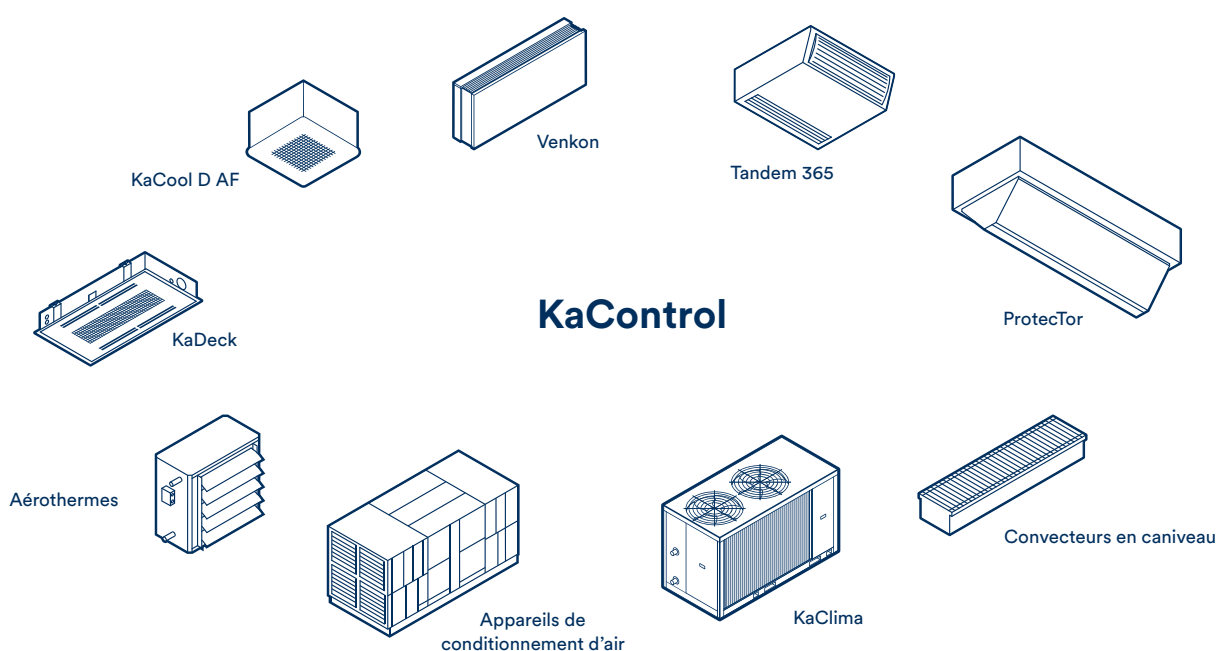 Venkon
Tandem 365
KaCool D AF
KaControl
ProtecTor
KaDeck
Aérothermes
Convecteurs en caniveau
Appareils de
conditionnement d'air
KaClima